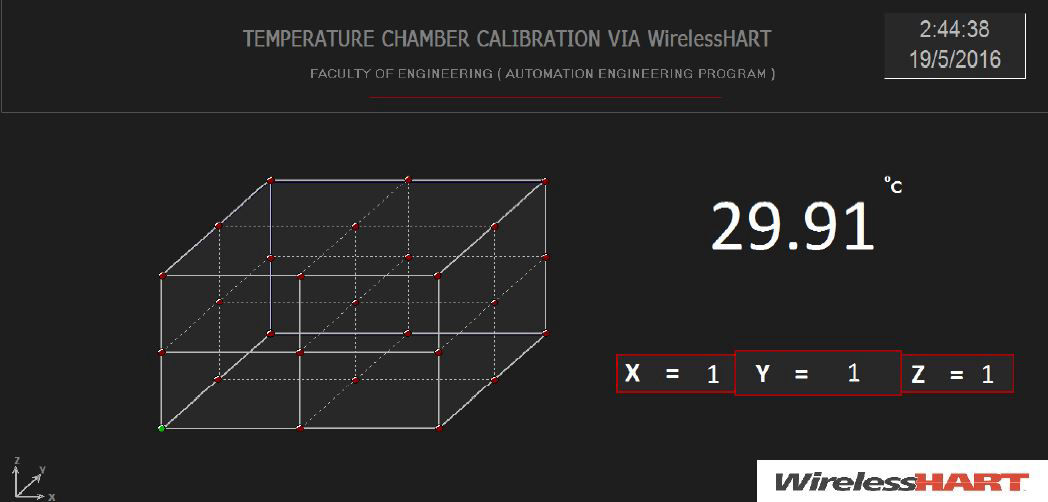 TEMPERATURE CHAMBER CALIBRATION VIA WirelessHART
2:44:38
19/5/2016
FACULTY OF ENGINEERING ( AUTOMATION ENGINEERING PROGRAM )
29.91 °C
X = 1 Y = 1 Z = 1
Z
Y
X
WirelessHART